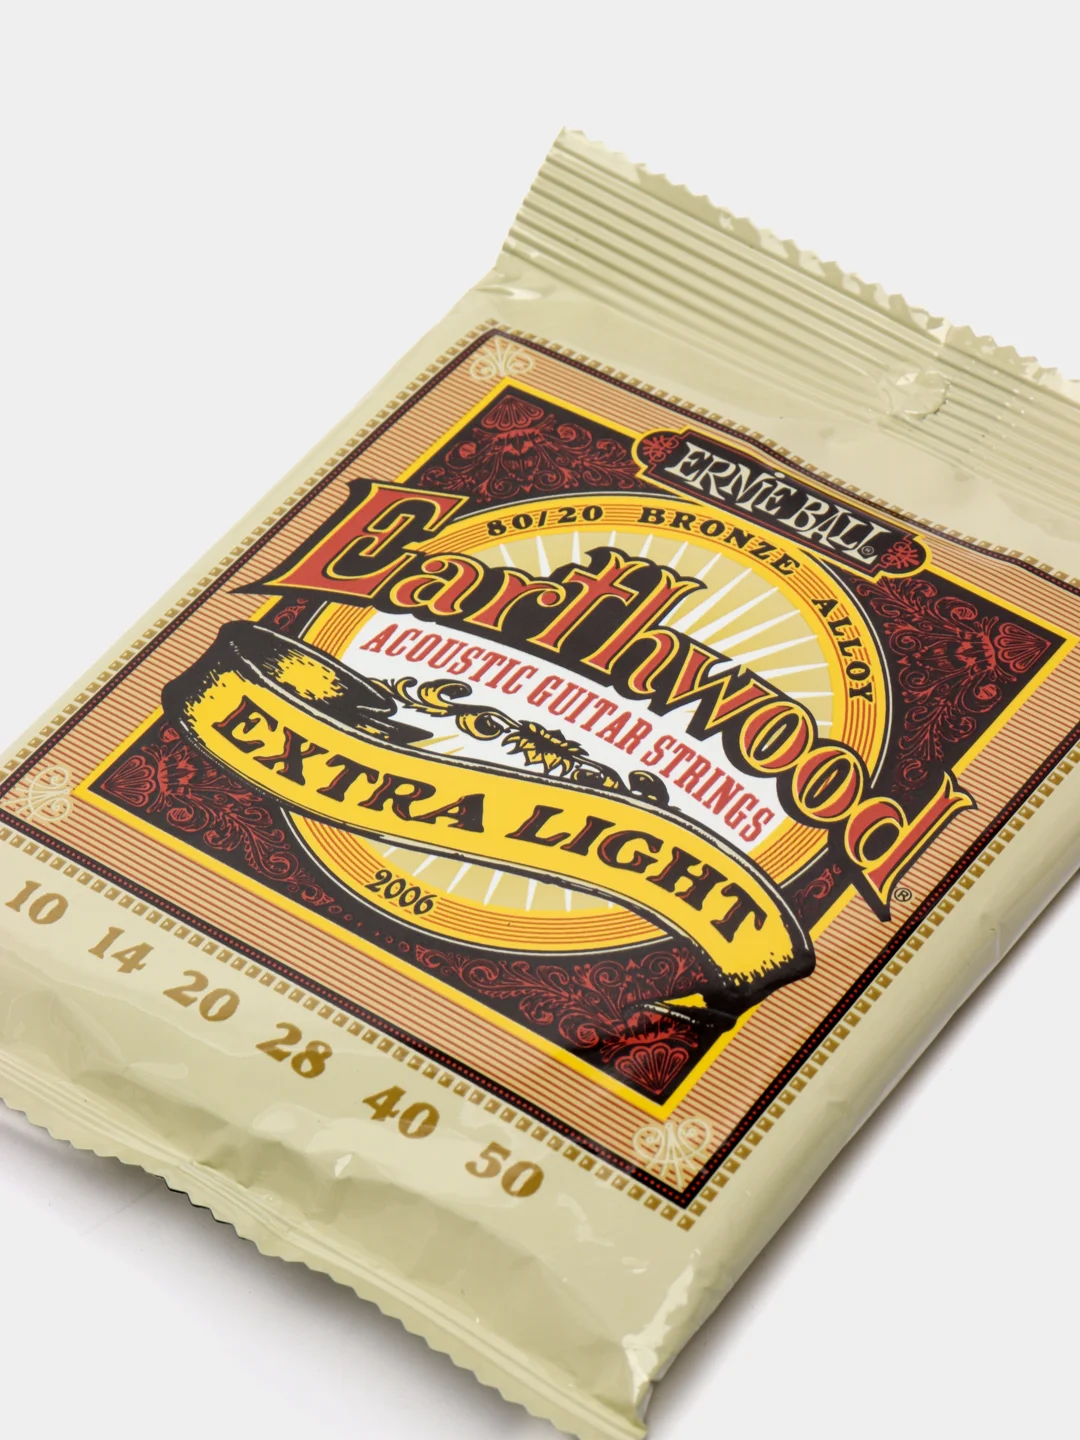 ERNIE BALL®
80/20 BRONZE ALLOY
Earthwood®
ACOUSTIC GUITAR STRINGS
EXTRA LIGHT
2006
10 14 20 28 40 50